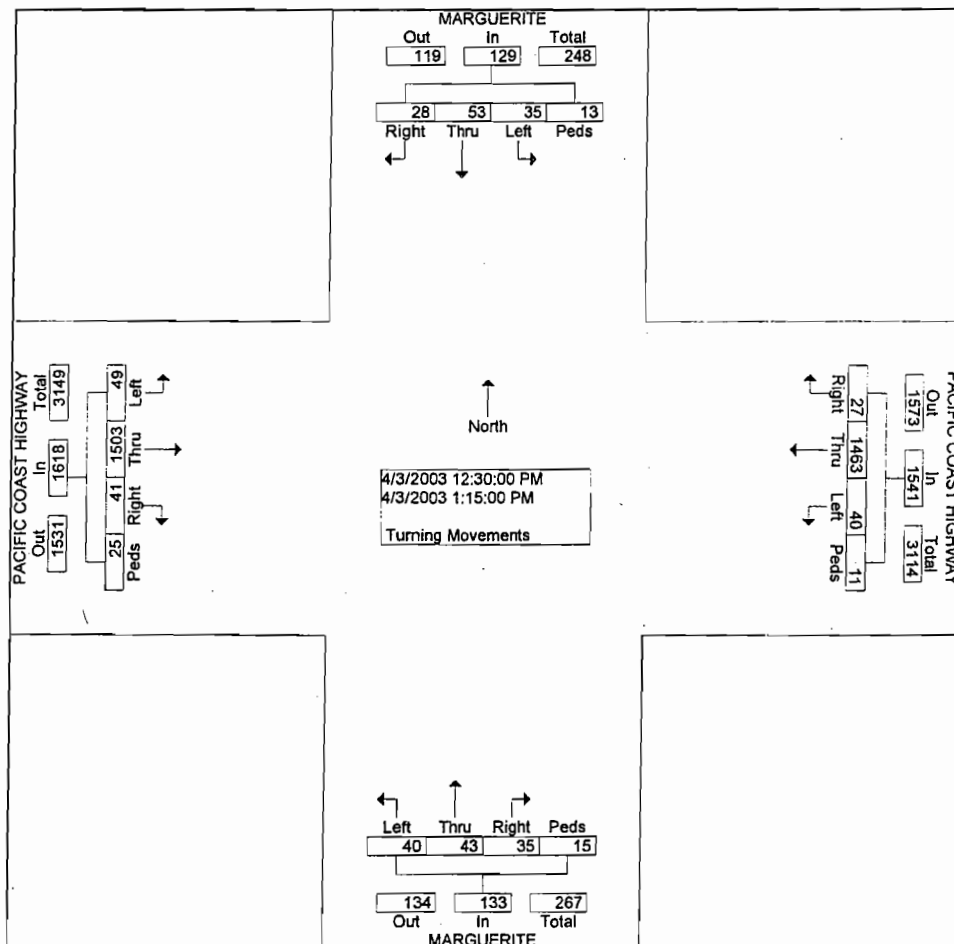 MARGUERITE
Out In Total
119 129 248
28 53 35 13
Right Thru Left Peds
PACIFIC COAST HIGHWAY
Total In Out
3149 1618 1531
49 1503 41 25
Left Thru Right Peds
North
4/3/2003 12:30:00 PM
4/3/2003 1:15:00 PM
Turning Movements
Right Thru Left Peds
27 1463 40 11
Out In Total
1573 1541 3114
PACIFIC COAST HIGHWAY
Left Thru Right Peds
40 43 35 15
134 133 267
Out In Total
MARGUERITE